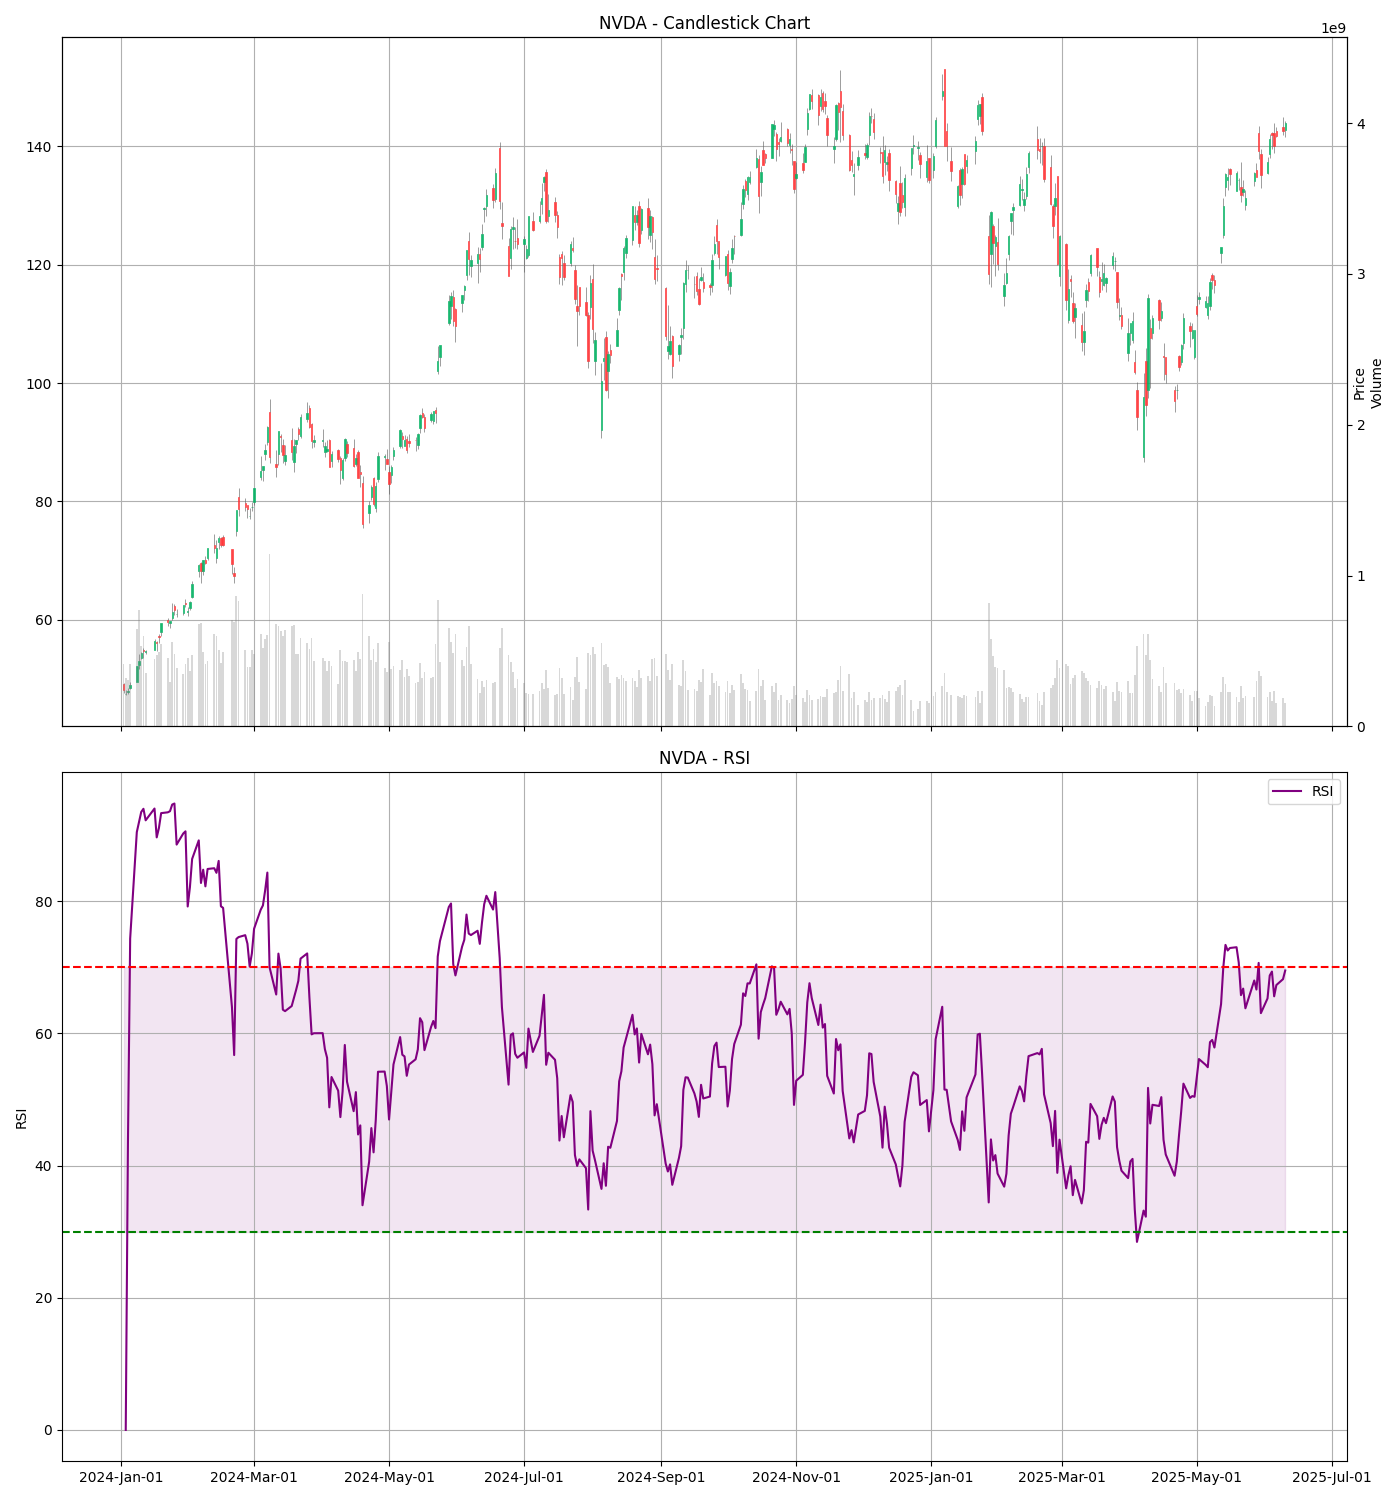 NVDA - Candlestick Chart
1e9
140
120
100
80
60
4
3
2
1
0
Price
Volume
NVDA - RSI
RSI
80
60
40
20
0
RSI
2024-Jan-01
2024-Mar-01
2024-May-01
2024-Jul-01
2024-Sep-01
2024-Nov-01
2025-Jan-01
2025-Mar-01
2025-May-01
2025-Jul-01